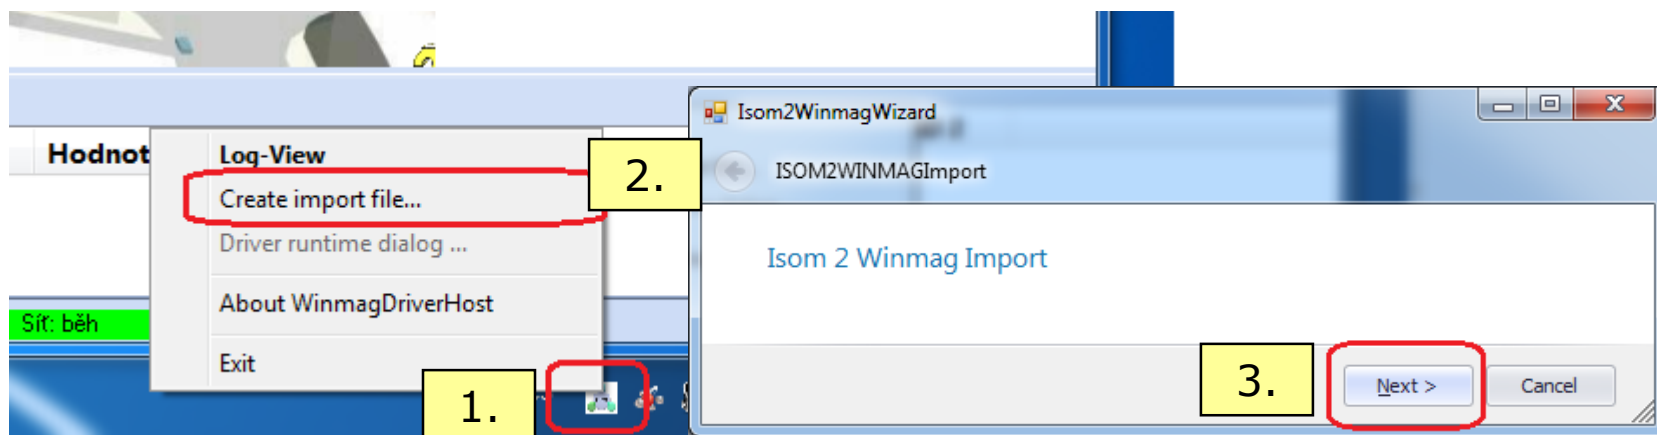 Hodnot
Log-View
Create import file...
Driver runtime dialog ...
About WinmagDriverHost
Exit
Síť: běh
1.
2.
Isom2WinmagWizard
ISOM2WINMAGImport
Isom 2 Winmag Import
3.
Next >
Cancel